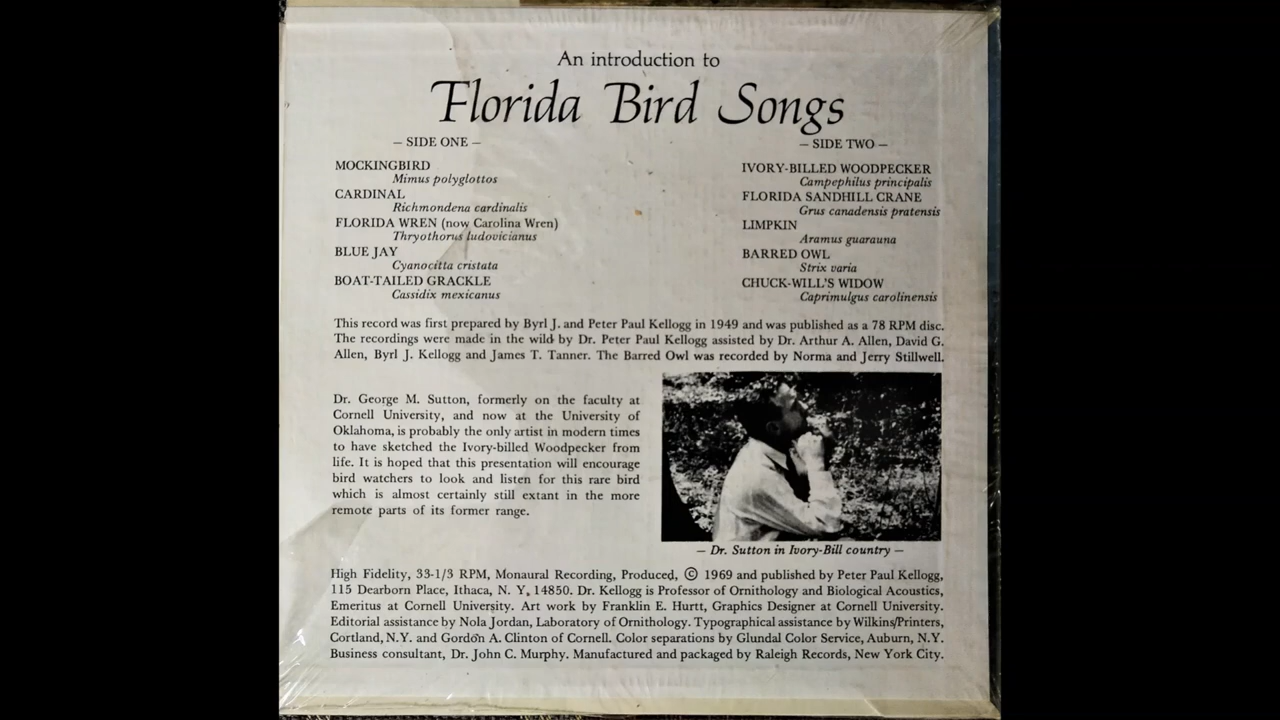 An introduction to
Florida Bird Songs
– SIDE ONE –
MOCKINGBIRD
Mimus polyglottos
CARDINAL
Richmondena cardinalis
FLORIDA WREN (now Carolina Wren)
Thryothorus ludovicianus
BLUE JAY
Cyanocitta cristata
BOAT-TAILED GRACKLE
Cassidix mexicanus
– SIDE TWO –
IVORY-BILLED WOODPECKER
Campephilus principalis
FLORIDA SANDHILL CRANE
Grus canadensis pratensis
LIMPKIN
Aramus guarauna
BARRED OWL
Strix varia
CHUCK-WILL'S WIDOW
Caprimulgus carolinensis
This record was first prepared by Byrl J. and Peter Paul Kellogg in 1949 and was published as a 78 RPM disc.
The recordings were made in the wild by Dr. Peter Paul Kellogg assisted by Dr. Arthur A. Allen, David G.
Allen, Byrl J. Kellogg and James T. Tanner. The Barred Owl was recorded by Norma and Jerry Stillwell.
Dr. George M. Sutton, formerly on the faculty at
Cornell University, and now at the University of
Oklahoma, is probably the only artist in modern times
to have sketched the Ivory-billed Woodpecker from
life. It is hoped that this presentation will encourage
bird watchers to look and listen for this rare bird
which is almost certainly still extant in the more
remote parts of its former range.
– Dr. Sutton in Ivory-Bill country –
High Fidelity, 33-1/3 RPM, Monaural Recording, Produced, © 1969 and published by Peter Paul Kellogg,
115 Dearborn Place, Ithaca, N. Y. 14850. Dr. Kellogg is Professor of Ornithology and Biological Acoustics,
Emeritus at Cornell University. Art work by Franklin E. Hurtt, Graphics Designer at Cornell University.
Editorial assistance by Nola Jordan, Laboratory of Ornithology. Typographical assistance by Wilkins/Printers,
Cortland, N.Y. and Gordon A. Clinton of Cornell. Color separations by Glundal Color Service, Auburn, N.Y.
Business consultant, Dr. John C. Murphy. Manufactured and packaged by Raleigh Records, New York City.